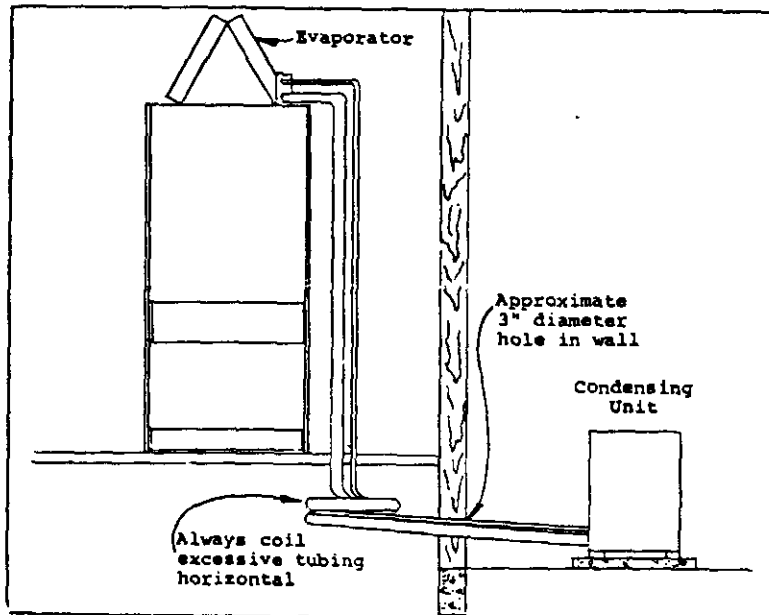 Evaporator
Approximate
3" diameter
hole in wall
Condensing
Unit
Always coil
excessive tubing
horizontal